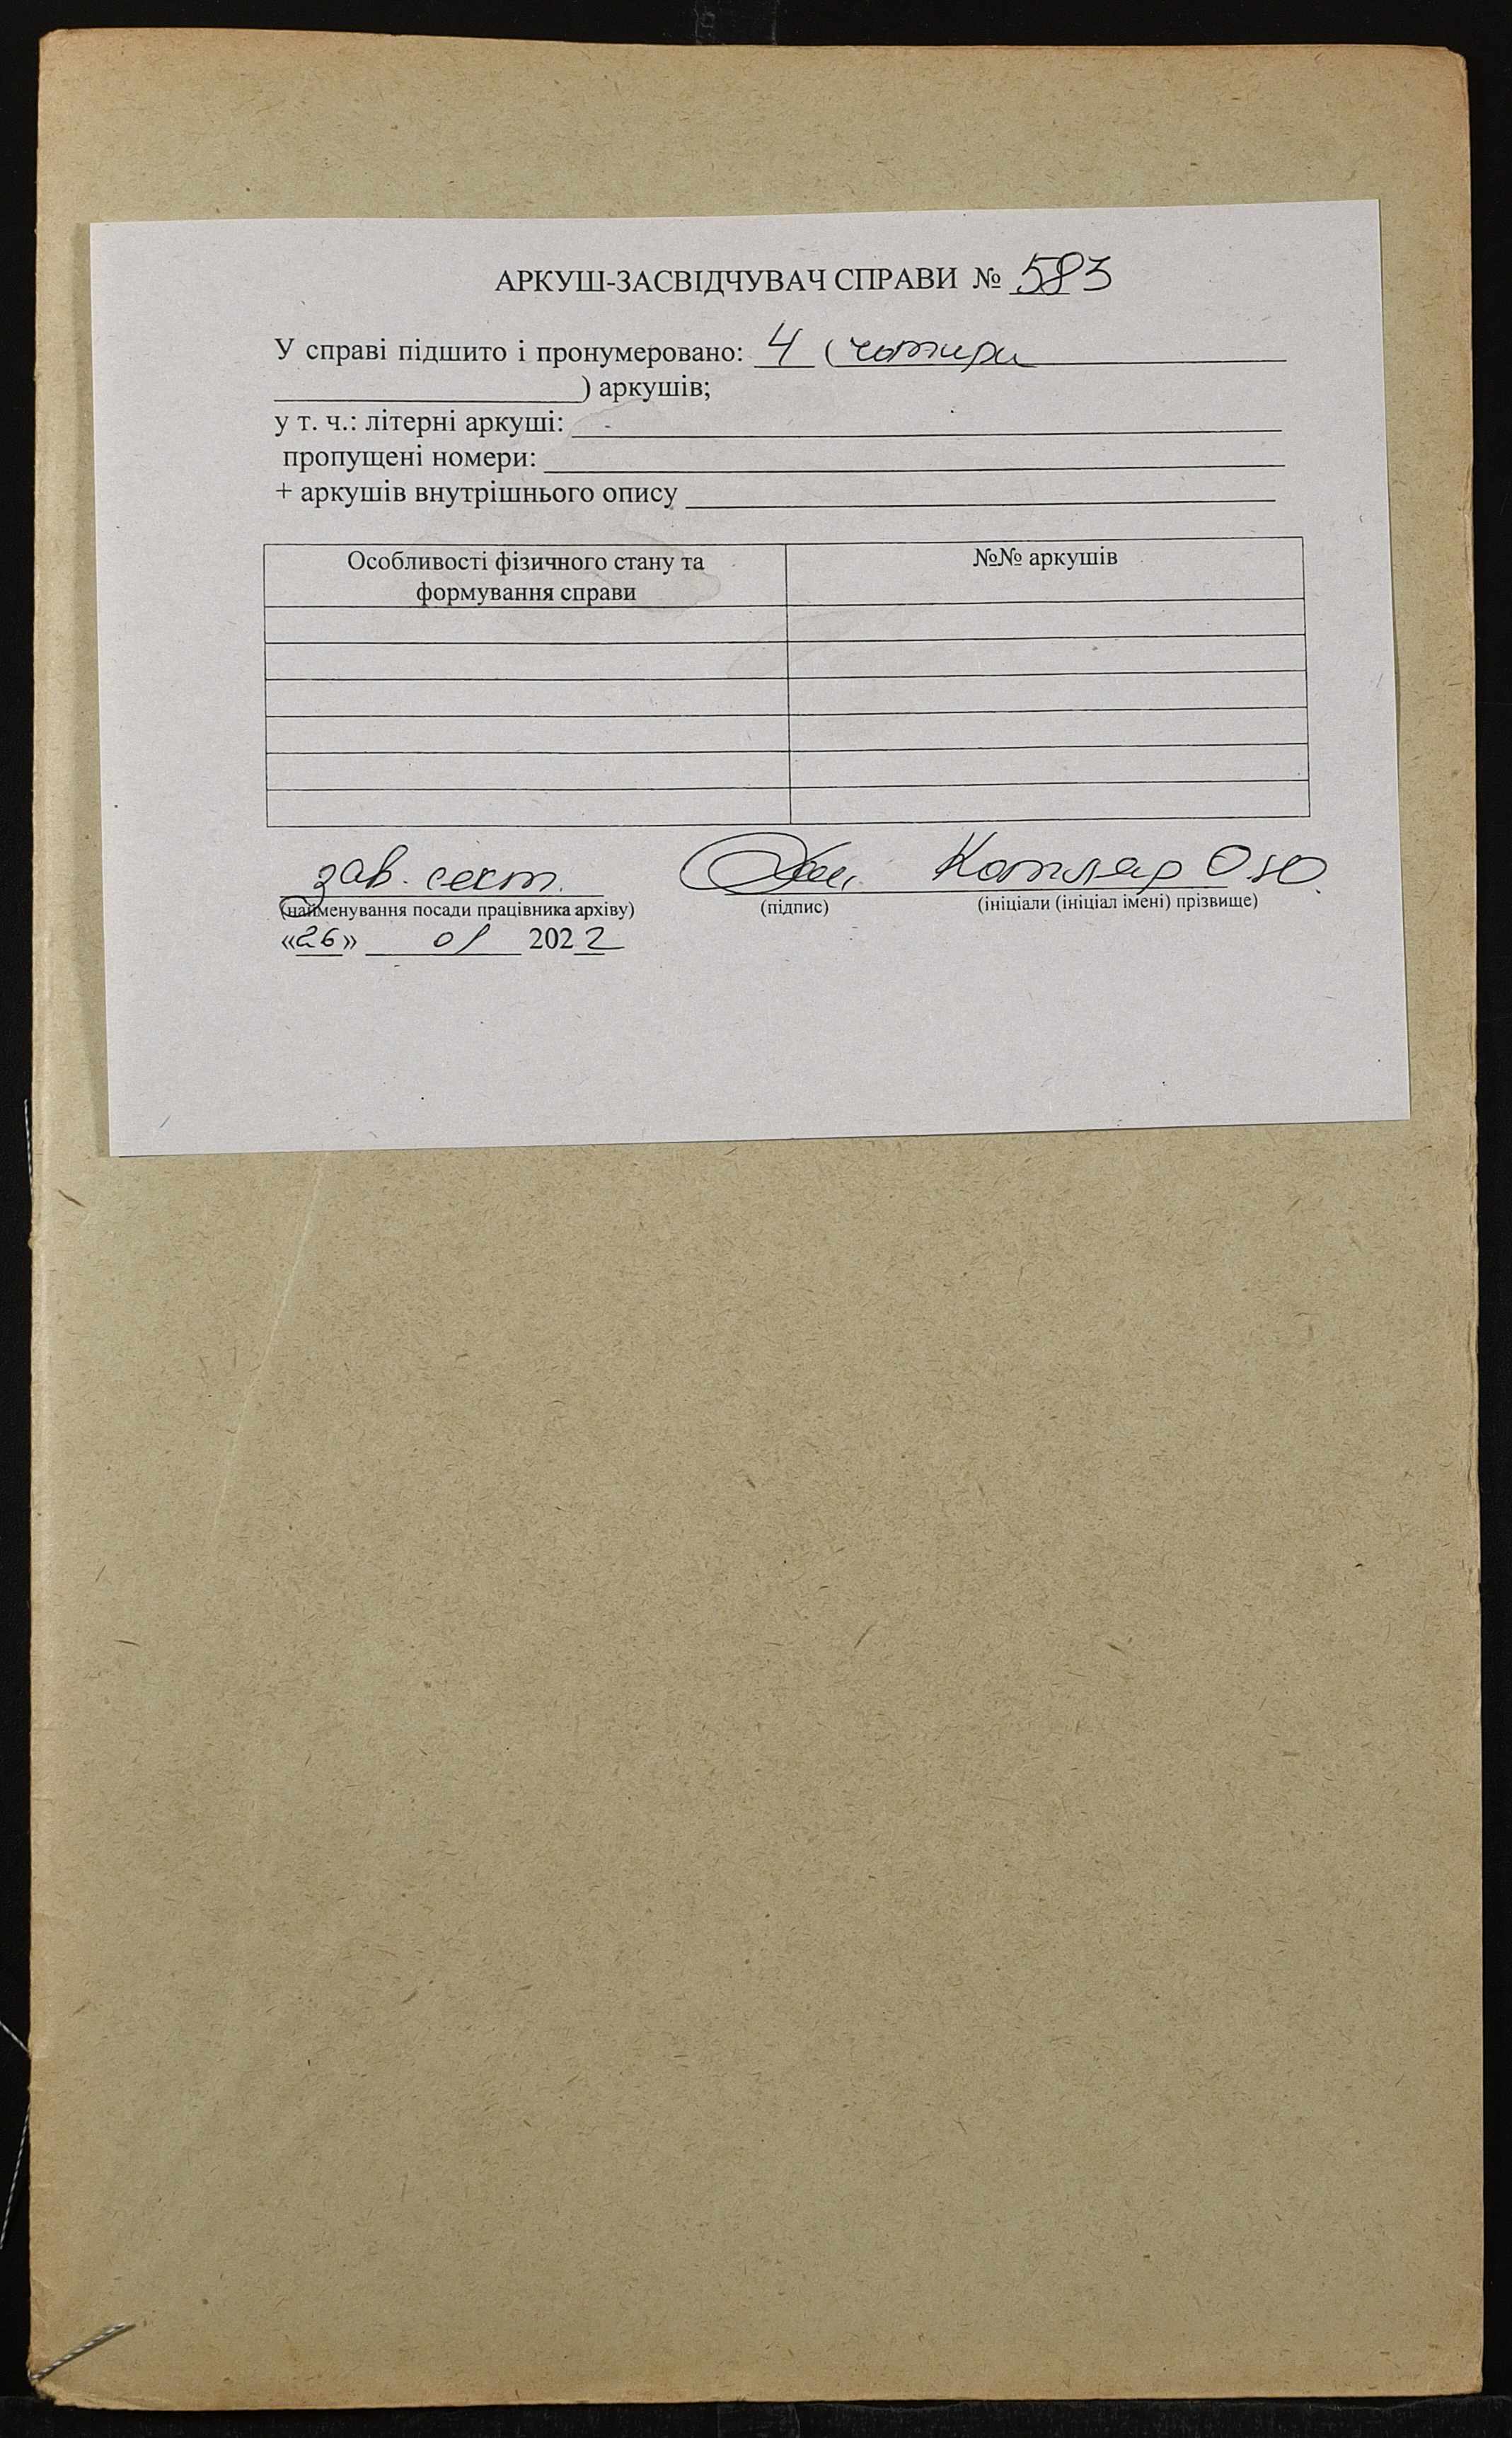 АРКУШ-ЗАСВІДЧУВАЧ СПРАВИ № 583
У справі підшито і пронумеровано: 4 (чотири
) аркушів;
у т. ч.: літерні аркуші: -
пропущені номери:
+ аркушів внутрішнього опису
Особливості фізичного стану та формування справи №№ аркушів
зав. сект. Котляр О.Ю.
(найменування посади працівника архіву) (підпис) (ініціали (ініціал імені) прізвище)
«26» 01 2022